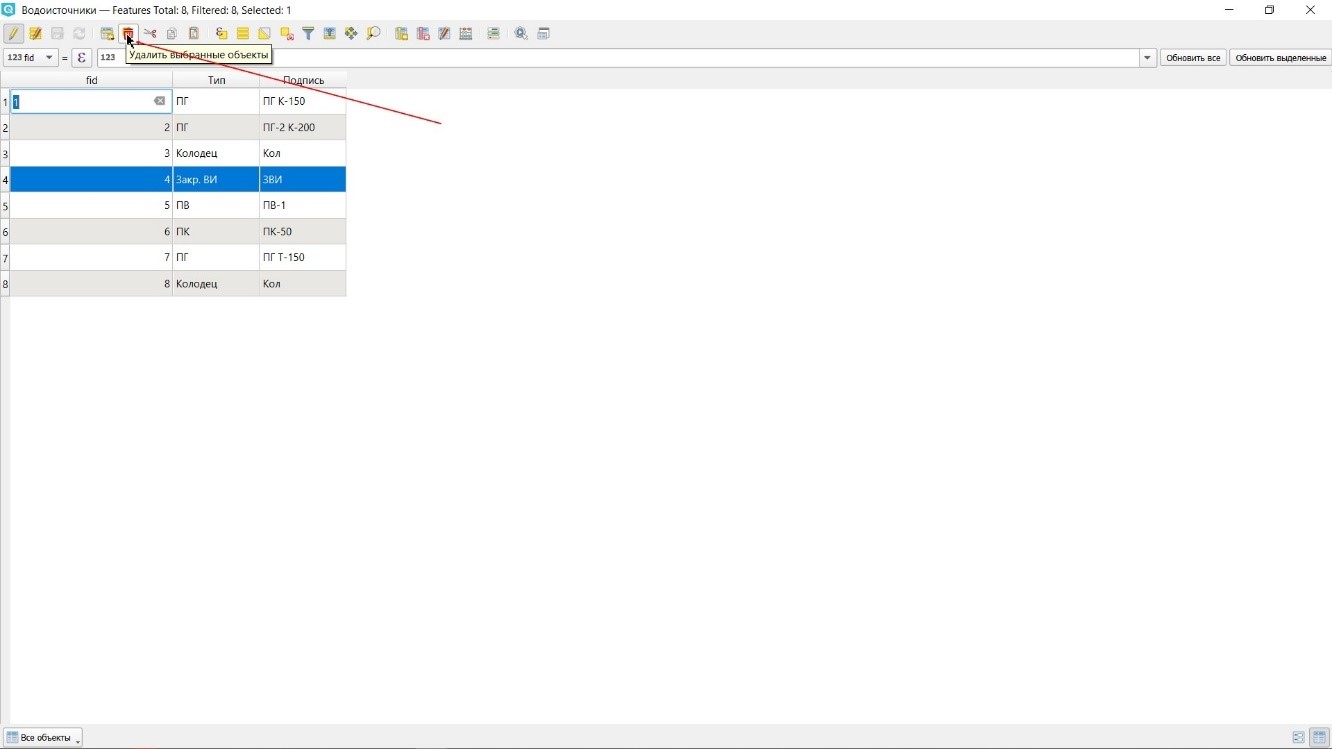 Водоисточники — Features Total: 8, Filtered: 8, Selected: 1
123 fid = ε 123 Обновить все Обновить выделенные
Удалить выбранные объекты
fid Тип Подпись
1 1 ПГ ПГ К-150
2 2 ПГ ПГ-2 К-200
3 3 Колодец Кол
4 4 Закр. ВИ ЗВИ
5 5 ПВ ПВ-1
6 6 ПК ПК-50
7 7 ПГ ПГ Т-150
8 8 Колодец Кол
Все объекты